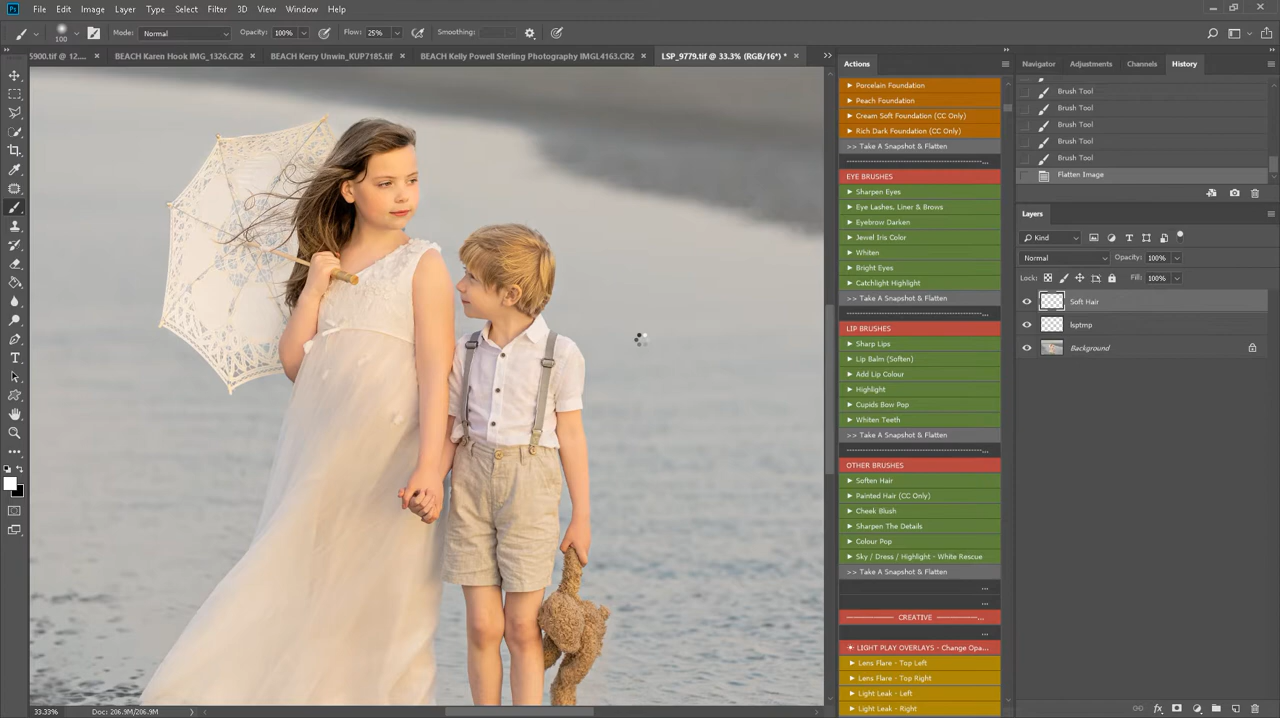 Ps File Edit Image Layer Type Select Filter 3D View Window Help
100 Mode: Normal Opacity: 100% Flow: 25% Smoothing:
5900.tif @ 12.... × BEACH Karen Hook IMG_1326.CR2 × BEACH Kerry Unwin_KUP7185.tif × BEACH Kelly Powell Sterling Photography IMGL4163.CR2 × LSP_9779.tif @ 33.3% (RGB/16*) * ×
Actions
Porcelain Foundation
Peach Foundation
Cream Soft Foundation (CC Only)
Rich Dark Foundation (CC Only)
>> Take A Snapshot & Flatten
-----------------------------------...
EYE BRUSHES
Sharpen Eyes
Eye Lashes, Liner & Brows
Eyebrow Darken
Jewel Iris Color
Whiten
Bright Eyes
Catchlight Highlight
>> Take A Snapshot & Flatten
-----------------------------------...
LIP BRUSHES
Sharp Lips
Lip Balm (Soften)
Add Lip Colour
Highlight
Cupids Bow Pop
Whiten Teeth
>> Take A Snapshot & Flatten
-----------------------------------...
OTHER BRUSHES
Soften Hair
Painted Hair (CC Only)
Cheek Blush
Sharpen The Details
Colour Pop
Sky / Dress / Highlight - White Rescue
>> Take A Snapshot & Flatten
...
...
---------- CREATIVE ----------...
...
LIGHT PLAY OVERLAYS - Change Opa...
Lens Flare - Top Left
Lens Flare - Top Right
Light Leak - Left
Light Leak - Right
Navigator Adjustments Channels History
Brush Tool
Brush Tool
Brush Tool
Brush Tool
Brush Tool
Flatten Image
Layers
Kind
Normal Opacity: 100%
Lock: Fill: 100%
Soft Hair
lsptmp
Background
33.33% Doc: 206.9M/206.9M